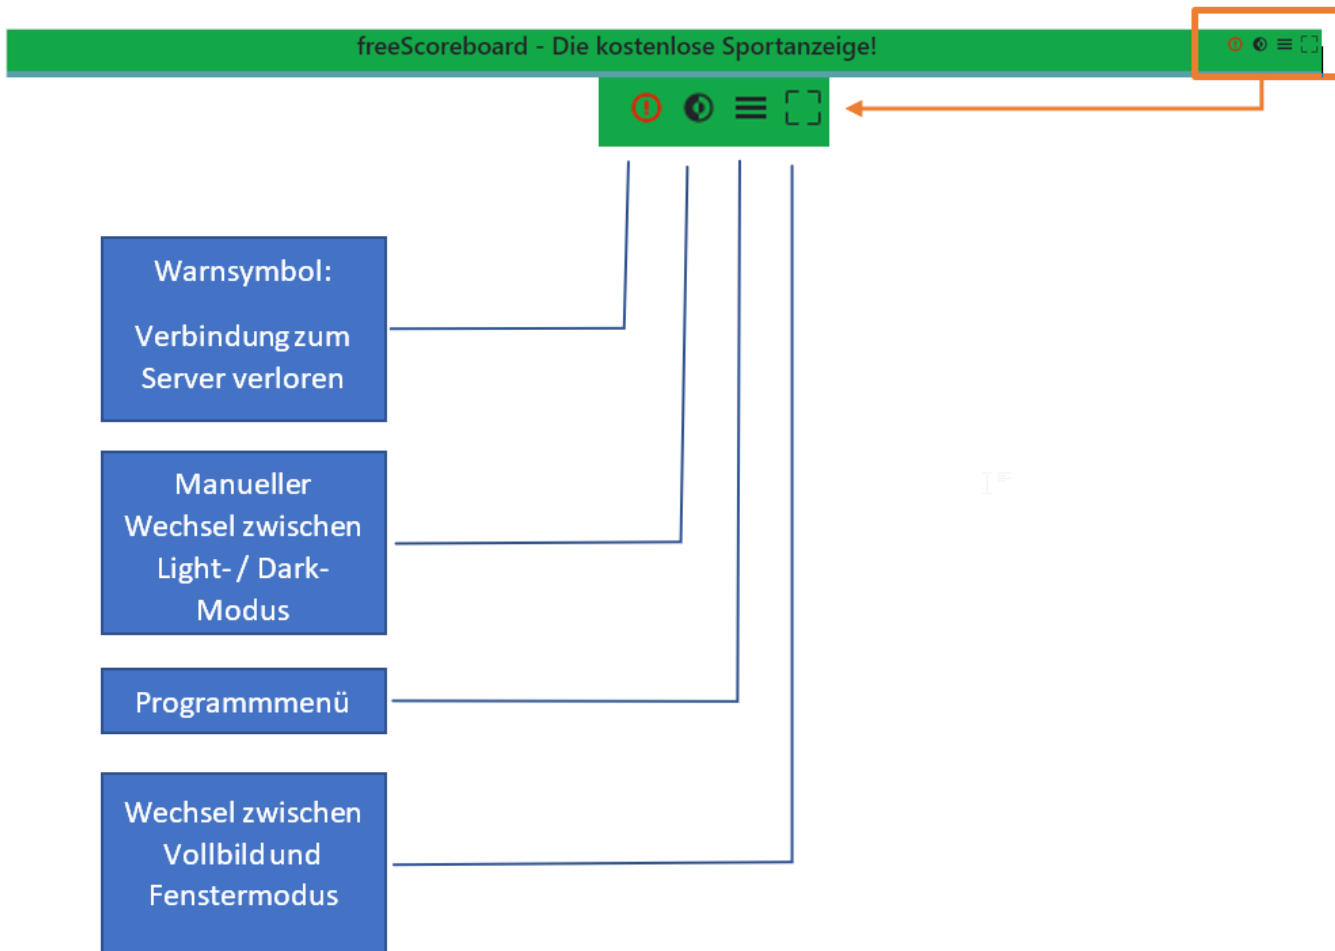 freeScoreboard - Die kostenlose Sportanzeige!
Warnsymbol:
Verbindung zum
Server verloren
Manueller
Wechsel zwischen
Light- / Dark-
Modus
Programmmenü
Wechsel zwischen
Vollbild und
Fenstermodus